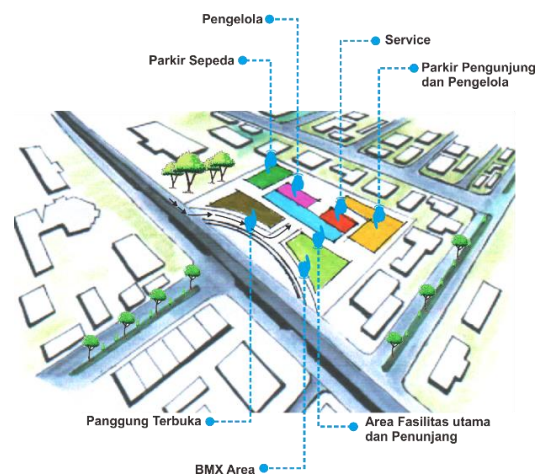 Pengelola
Service
Parkir Sepeda
Parkir Pengunjung
dan Pengelola
Panggung Terbuka
Area Fasilitas utama
dan Penunjang
BMX Area